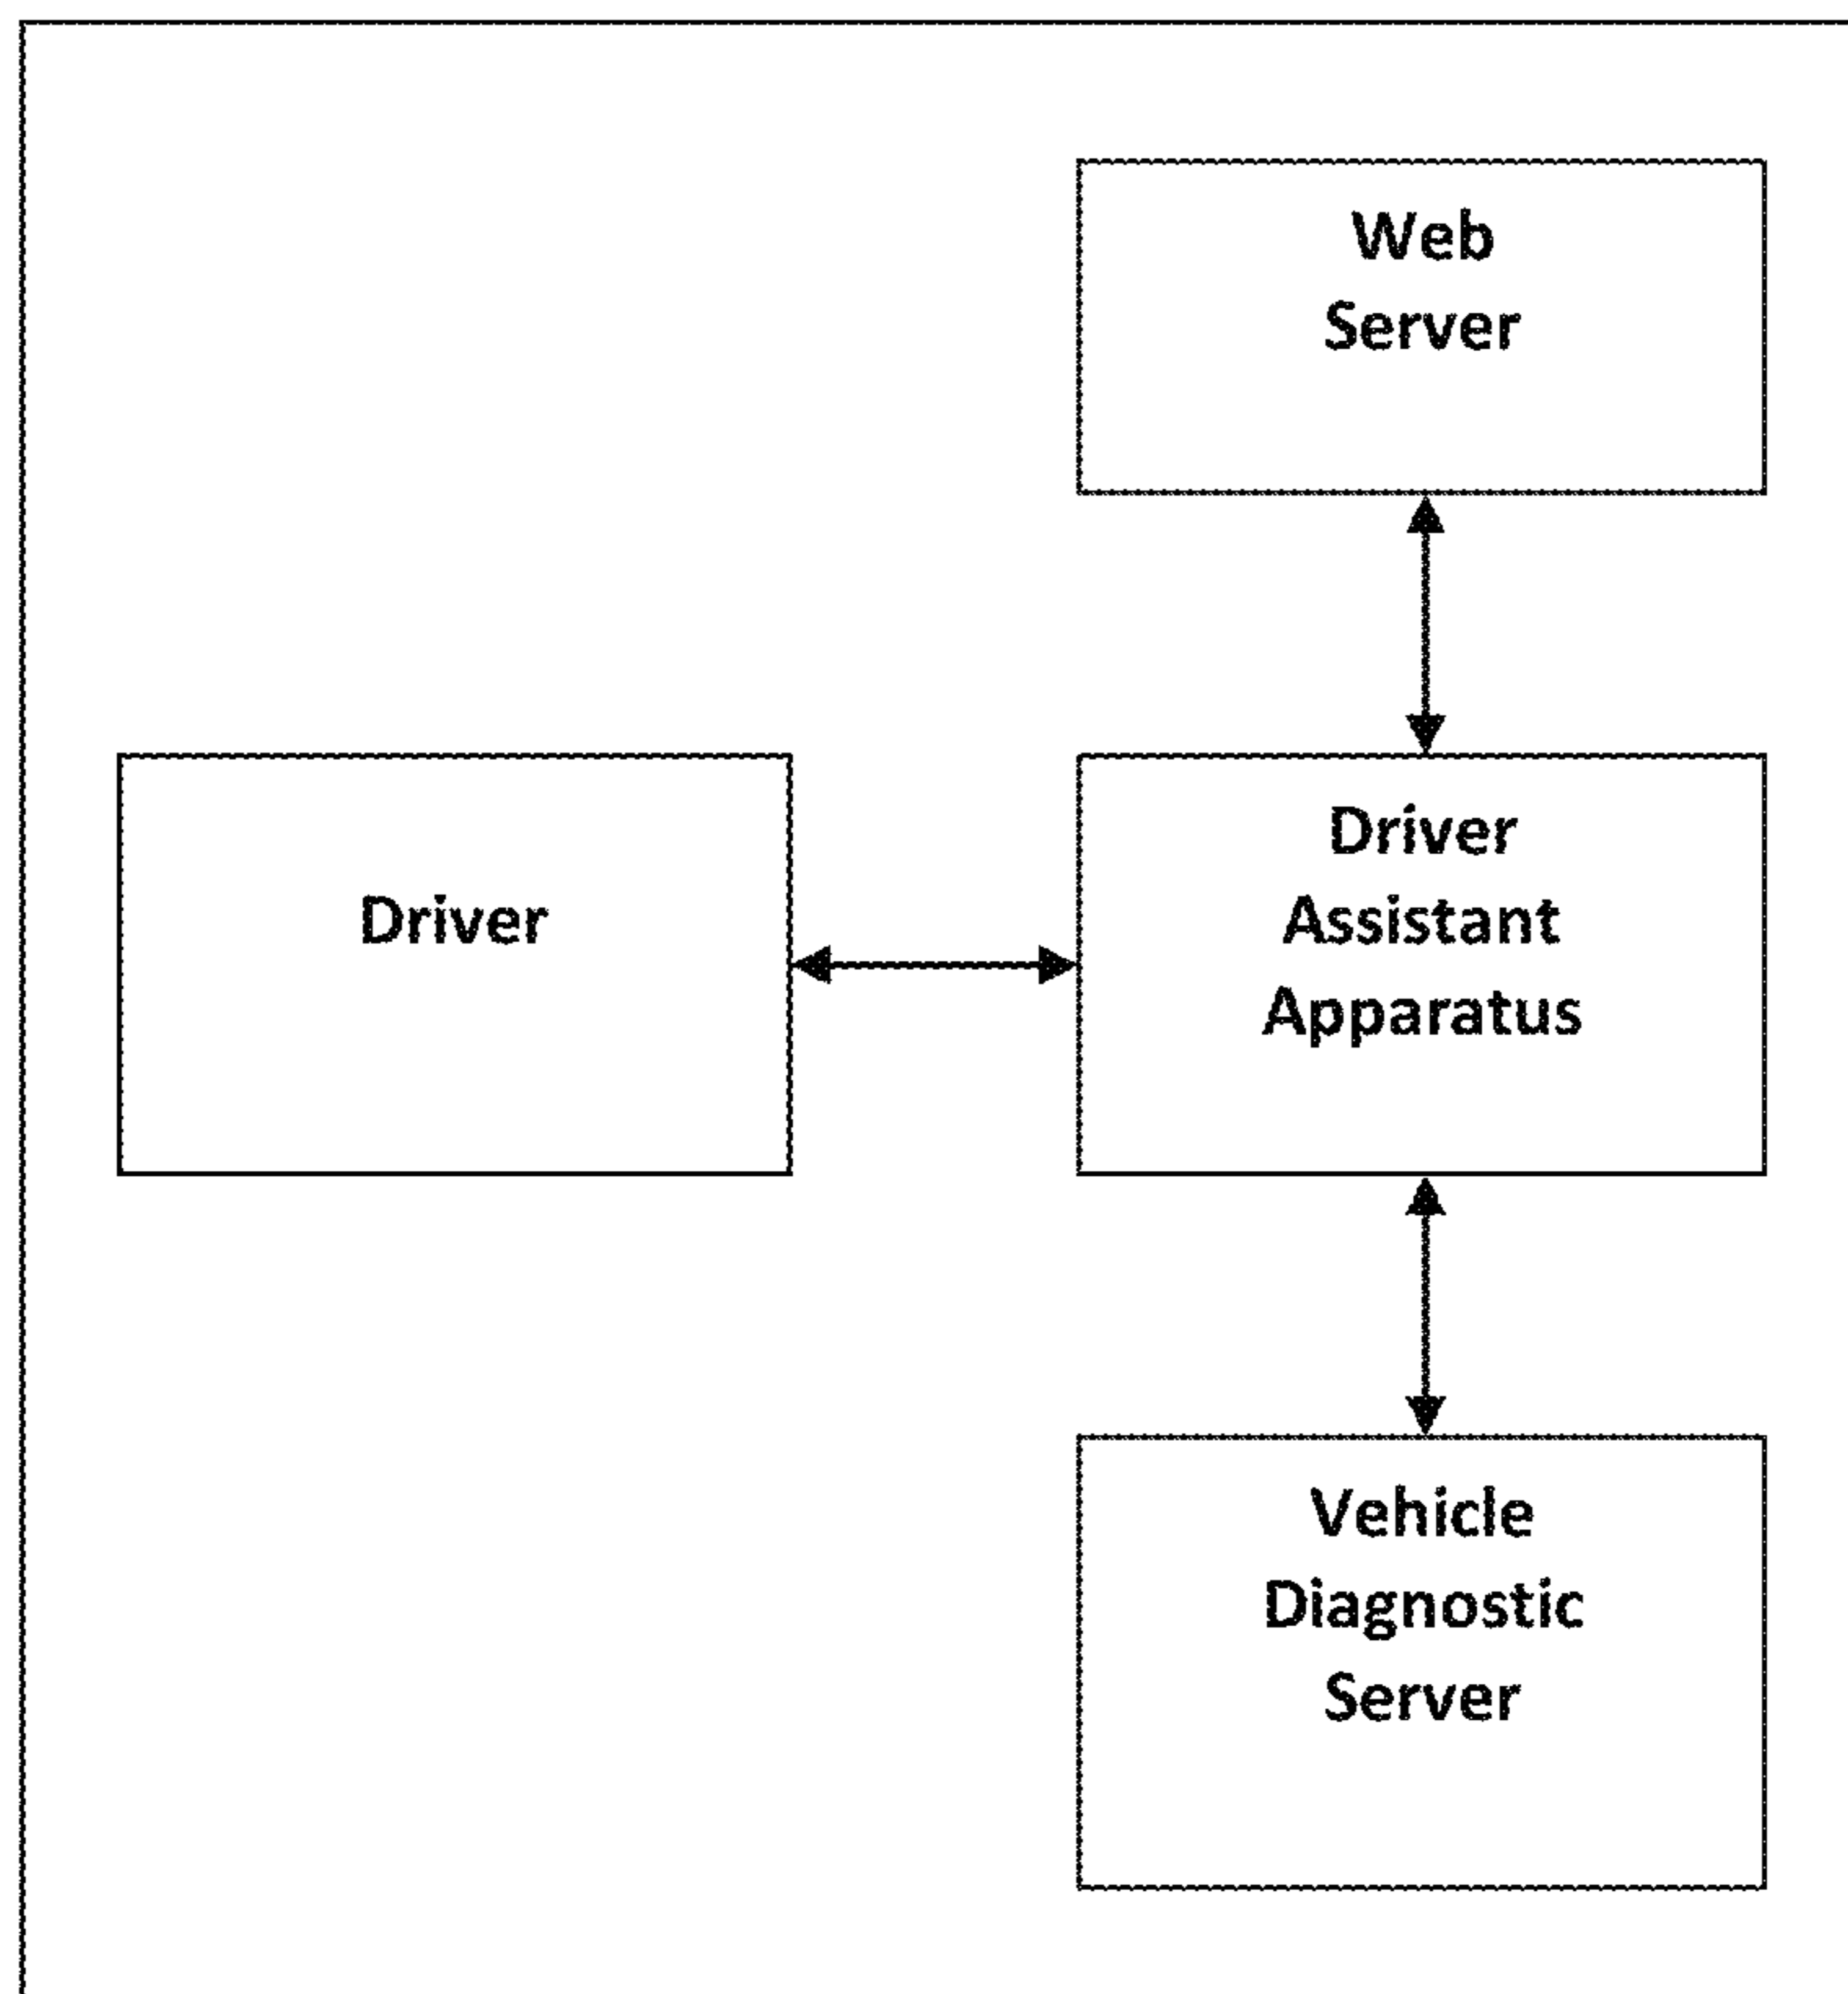 Web
Server
Driver
Driver
Assistant
Apparatus
Vehicle
Diagnostic
Server